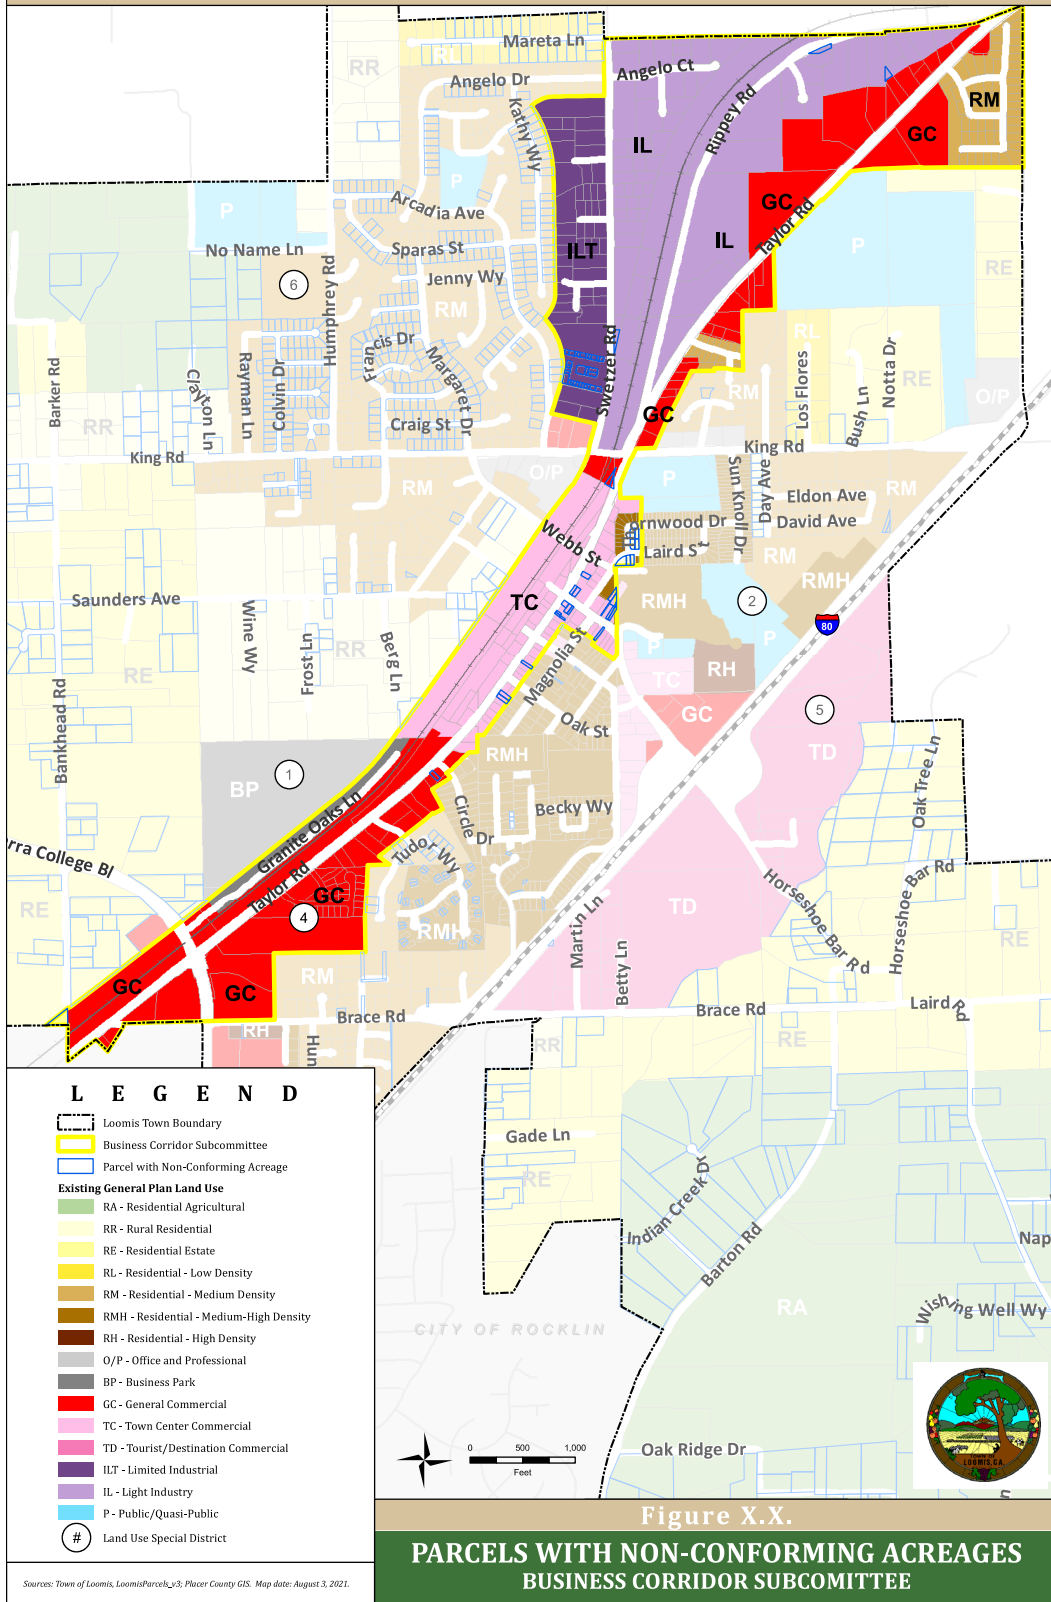 Mareta Ln
RL
RR
Angelo Dr
Angelo Ct
Kathy Wy
Rippey Rd
RM
GC
IL
P
Arcadia Ave
P
GC
Taylor Rd
No Name Ln
Sparas St
ILT
IL
P
RE
6
Humphrey Rd
Jenny Wy
RM
Francis Dr
Margaret Dr
Swetzer Rd
RL
Los Flores
Bush Ln
Notta Dr
RE
O/P
Barker Rd
Clayton Ln
Rayman Ln
Colvin Dr
RR
Craig St
GC
RM
King Rd
King Rd
RM
O/P
P
Sun Knoll Dr
Day Ave
Eldon Ave
RM
David Ave
ornwood Dr
Laird St
Webb St
RM
RMH
Saunders Ave
TC
RMH
2
80
P
P
Wine Wy
Frost Ln
RR
Berg Ln
RE
Magnolia St
TC
RH
GC
5
TD
Bankhead Rd
Oak St
RMH
Oak Tree Ln
BP
1
Granite Oaks Ln
Circle Dr
Becky Wy
rra College Bl
Taylor Rd
Tudor Wy
Horseshoe Bar Rd
Horseshoe Bar Rd
GC
4
RE
RMH
TD
Martin Ln
Betty Ln
RE
RM
GC
GC
Brace Rd
Brace Rd
Laird Rd
RH
Hun
RR
RE
L E G E N D
Loomis Town Boundary
Business Corridor Subcommittee
Parcel with Non-Conforming Acreage
Existing General Plan Land Use
RA - Residential Agricultural
RR - Rural Residential
RE - Residential Estate
RL - Residential - Low Density
RM - Residential - Medium Density
RMH - Residential - Medium-High Density
RH - Residential - High Density
O/P - Office and Professional
BP - Business Park
GC - General Commercial
TC - Town Center Commercial
TD - Tourist/Destination Commercial
ILT - Limited Industrial
IL - Light Industry
P - Public/Quasi-Public
# Land Use Special District
Sources: Town of Loomis, LoomisParcels_v3; Placer County GIS. Map date: August 3, 2021.
Gade Ln
RE
Indian Creek Dr
Barton Rd
Nap
Wishing Well Wy
RA
CITY OF ROCKLIN
0 500 1,000
Feet
Oak Ridge Dr
TOWN OF
LOOMIS, CA.
n
Figure X.X.
PARCELS WITH NON-CONFORMING ACREAGES
BUSINESS CORRIDOR SUBCOMITTEE